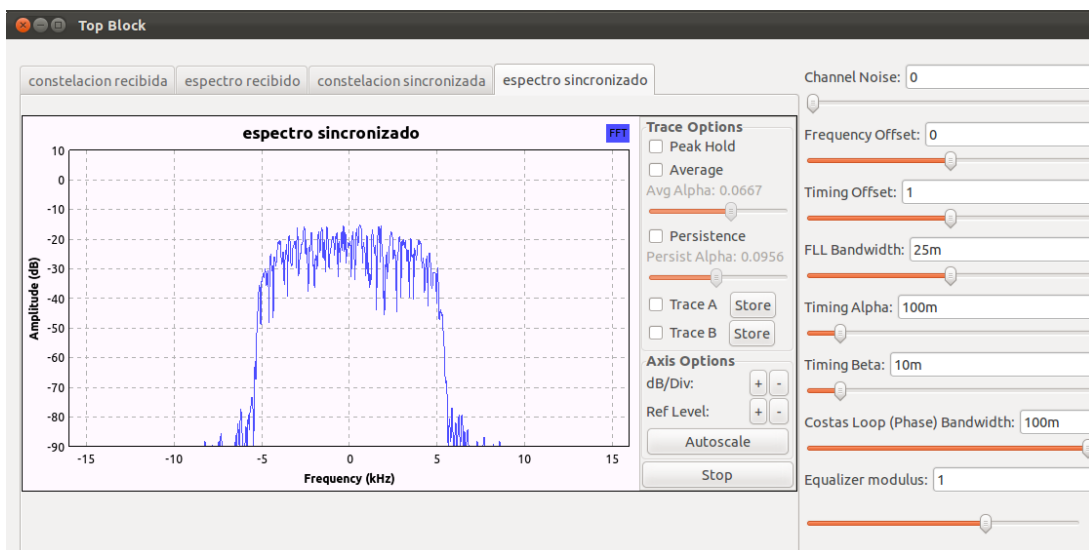 Top Block
constelacion recibida
espectro recibido
constelacion sincronizada
espectro sincronizado
espectro sincronizado
FFT
10
0
-10
-20
-30
-40
-50
-60
-70
-80
-90
Amplitude (dB)
-15
-10
-5
0
5
10
15
Frequency (kHz)
Trace Options
Peak Hold
Average
Avg Alpha: 0.0667
Persistence
Persist Alpha: 0.0956
Trace A Store
Trace B Store
Axis Options
dB/Div: + -
Ref Level: + -
Autoscale
Stop
Channel Noise: 0
Frequency Offset: 0
Timing Offset: 1
FLL Bandwidth: 25m
Timing Alpha: 100m
Timing Beta: 10m
Costas Loop (Phase) Bandwidth: 100m
Equalizer modulus: 1